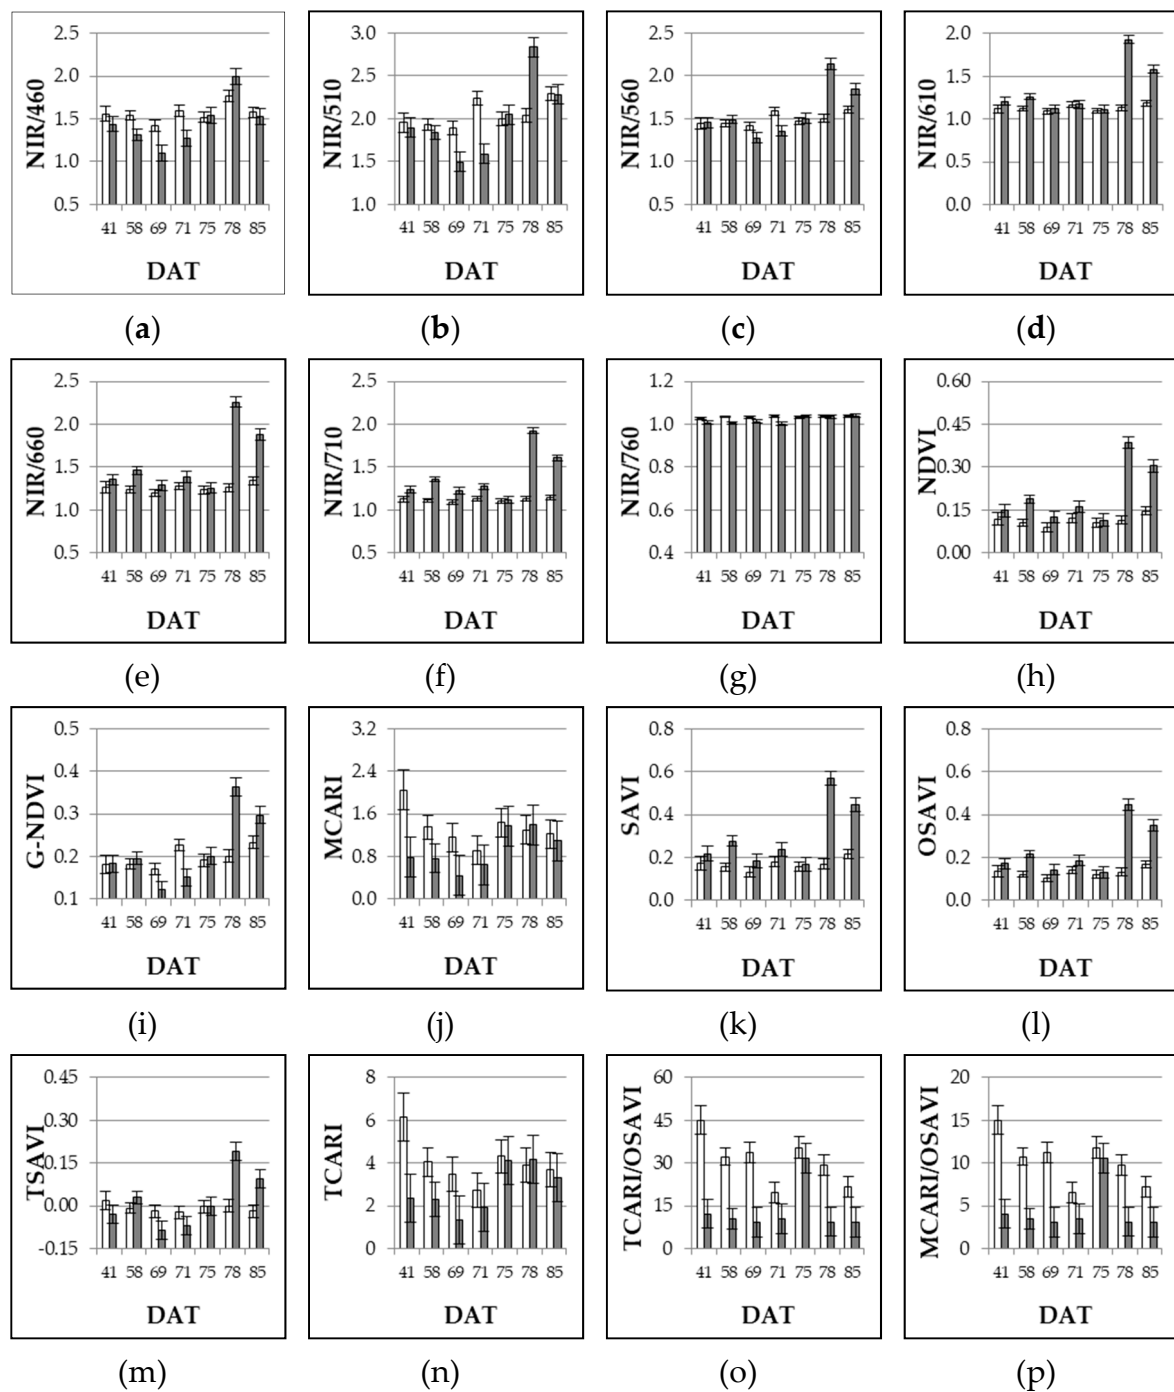 2.5
2.0
1.5
1.0
0.5
NIR/460
41 58 69 71 75 78 85
DAT
(a)
3.0
2.5
2.0
1.5
1.0
NIR/510
41 58 69 71 75 78 85
DAT
(b)
2.5
2.0
1.5
1.0
0.5
NIR/560
41 58 69 71 75 78 85
DAT
(c)
2.0
1.5
1.0
0.5
0.0
NIR/610
41 58 69 71 75 78 85
DAT
(d)
2.5
2.0
1.5
1.0
0.5
NIR/660
41 58 69 71 75 78 85
DAT
(e)
2.5
2.0
1.5
1.0
0.5
NIR/710
41 58 69 71 75 78 85
DAT
(f)
1.2
1.0
0.8
0.6
0.4
NIR/760
41 58 69 71 75 78 85
DAT
(g)
0.60
0.45
0.30
0.15
0.00
NDVI
41 58 69 71 75 78 85
DAT
(h)
0.5
0.4
0.3
0.2
0.1
G-NDVI
41 58 69 71 75 78 85
DAT
(i)
3.2
2.4
1.6
0.8
0.0
MCARI
41 58 69 71 75 78 85
DAT
(j)
0.8
0.6
0.4
0.2
0.0
SAVI
41 58 69 71 75 78 85
DAT
(k)
0.8
0.6
0.4
0.2
0.0
OSAVI
41 58 69 71 75 78 85
DAT
(l)
0.45
0.30
0.15
0.00
-0.15
TSAVI
41 58 69 71 75 78 85
DAT
(m)
8
6
4
2
0
TCARI
41 58 69 71 75 78 85
DAT
(n)
60
45
30
15
0
TCARI/OSAVI
41 58 69 71 75 78 85
DAT
(o)
20
15
10
5
0
MCARI/OSAVI
41 58 69 71 75 78 85
DAT
(p)